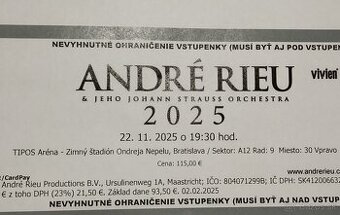 NEVYHNUTNÉ OHRANIČENIE VSTUPENKY (MUSÍ BYŤ AJ POD VSTUPEN
ANDRÉ RIEU
vivien
& JEHO JOHANN STRAUSS ORCHESTRA
2025
22. 11. 2025 o 19:30 hod.
TIPOS Aréna - Zimný štadión Ondreja Nepelu, Bratislava / Sektor: A12 Rad: 9 Miesto: 30 Vpravo
Cena: 115,00 €
www.andrerieu.c
/CardPay
André Rieu Productions B.V., Ursulinenweg 1A, Maastricht; IČO: 804071299B; IČ DPH: SK412006632
€ z toho DPH (23%) 21,50 €, Základ dane 93,50 €, 02.02.2025
NEVYHNUTNÉ OHRANIČENIE VSTUPENKY (MUSÍ BYŤ AJ NAD VSTUPE